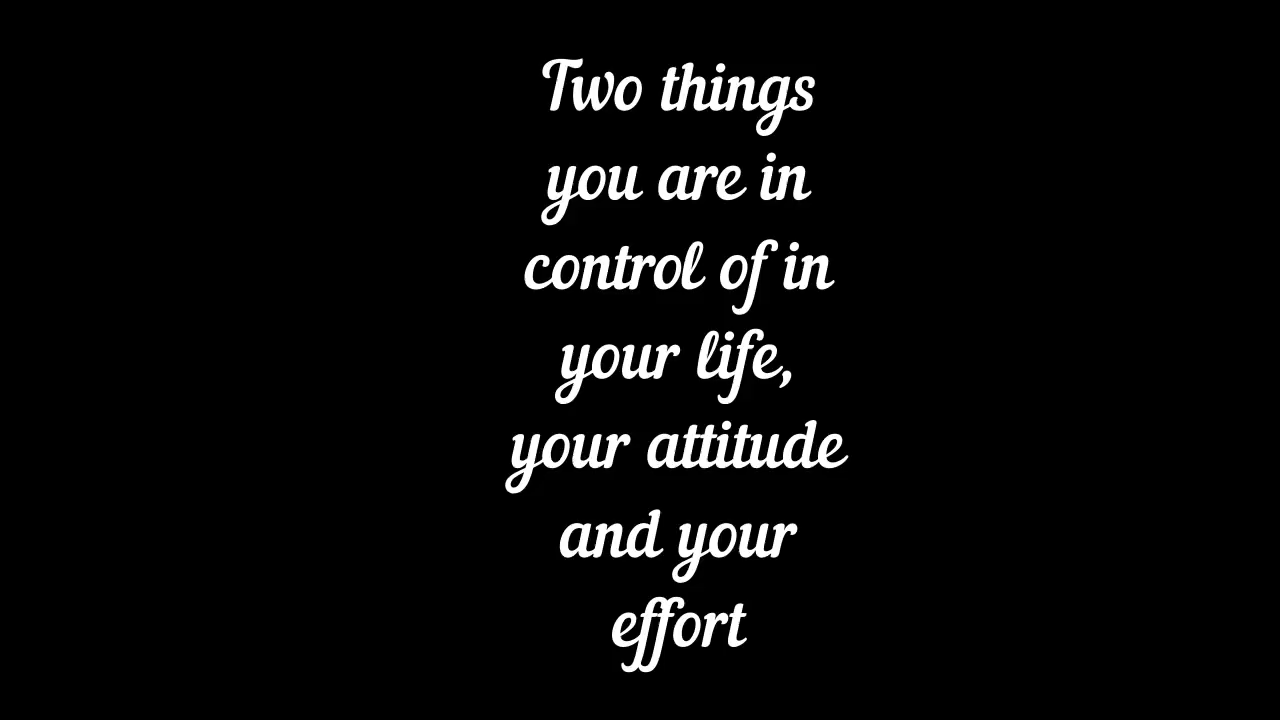 Two things
you are in
control of in
your life,
your attitude
and your
effort